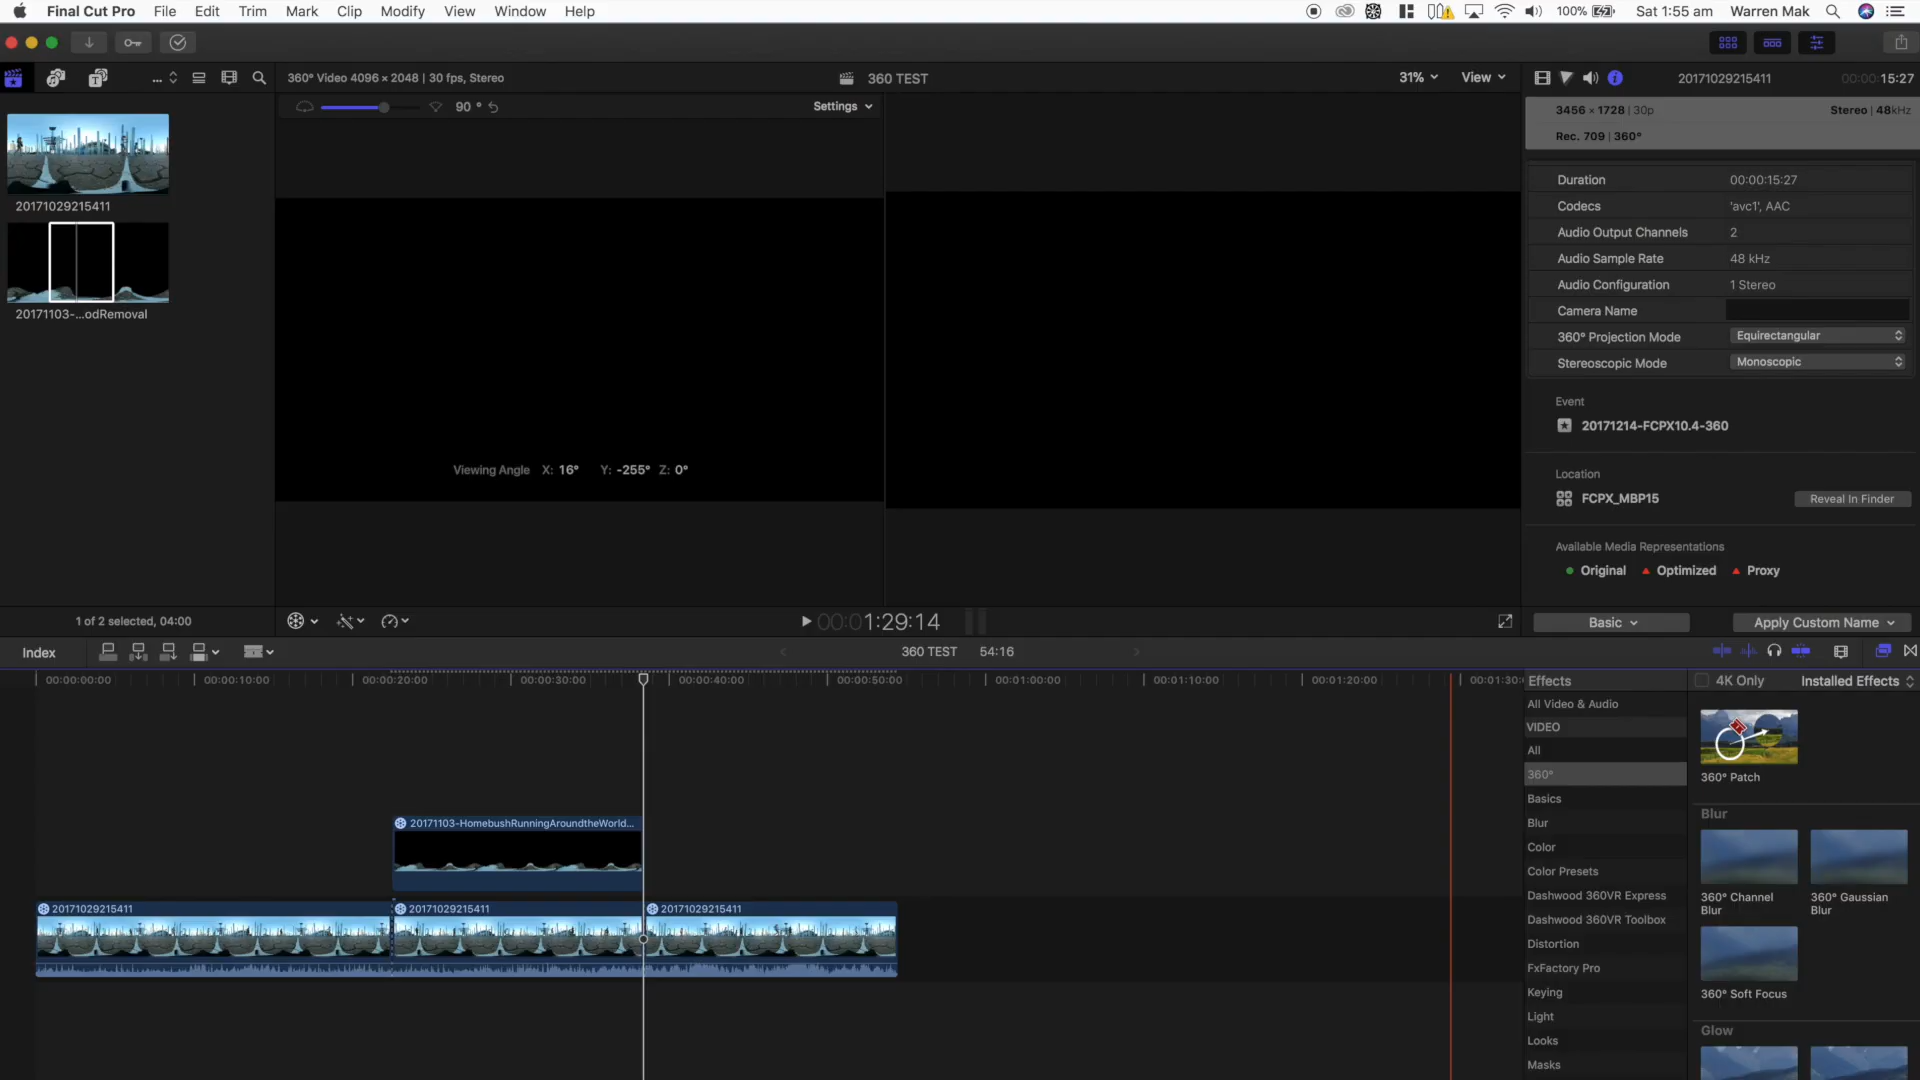 Final Cut Pro File Edit Trim Mark Clip Modify View Window Help 100% Sat 1:55 am Warren Mak
... 360° Video 4096 × 2048 | 30 fps, Stereo 360 TEST 31% View 20171029215411 00:00:15:27
90 ° Settings
3456 × 1728 | 30p Stereo | 48kHz
Rec. 709 | 360°
Duration 00:00:15:27
Codecs 'avc1', AAC
Audio Output Channels 2
Audio Sample Rate 48 kHz
Audio Configuration 1 Stereo
Camera Name
360° Projection Mode Equirectangular
Stereoscopic Mode Monoscopic
Event
20171214-FCPX10.4-360
Location
FCPX_MBP15 Reveal In Finder
Available Media Representations
Original Optimized Proxy
20171029215411
20171103-...odRemoval
Viewing Angle X: 16° Y: -255° Z: 0°
1 of 2 selected, 04:00 00:01:29:14 Basic Apply Custom Name
Index 360 TEST 54:16
00:00:00:00 00:00:10:00 00:00:20:00 00:00:30:00 00:00:40:00 00:00:50:00 00:01:00:00 00:01:10:00 00:01:20:00 00:01:30:
20171103-HomebushRunningAroundtheWorld...
20171029215411 20171029215411 20171029215411
Effects 4K Only Installed Effects
All Video & Audio
VIDEO
All
360°
Basics
Blur
Color
Color Presets
Dashwood 360VR Express
Dashwood 360VR Toolbox
Distortion
FxFactory Pro
Keying
Light
Looks
Masks
360° Patch
Blur
360° Channel Blur
360° Gaussian Blur
360° Soft Focus
Glow